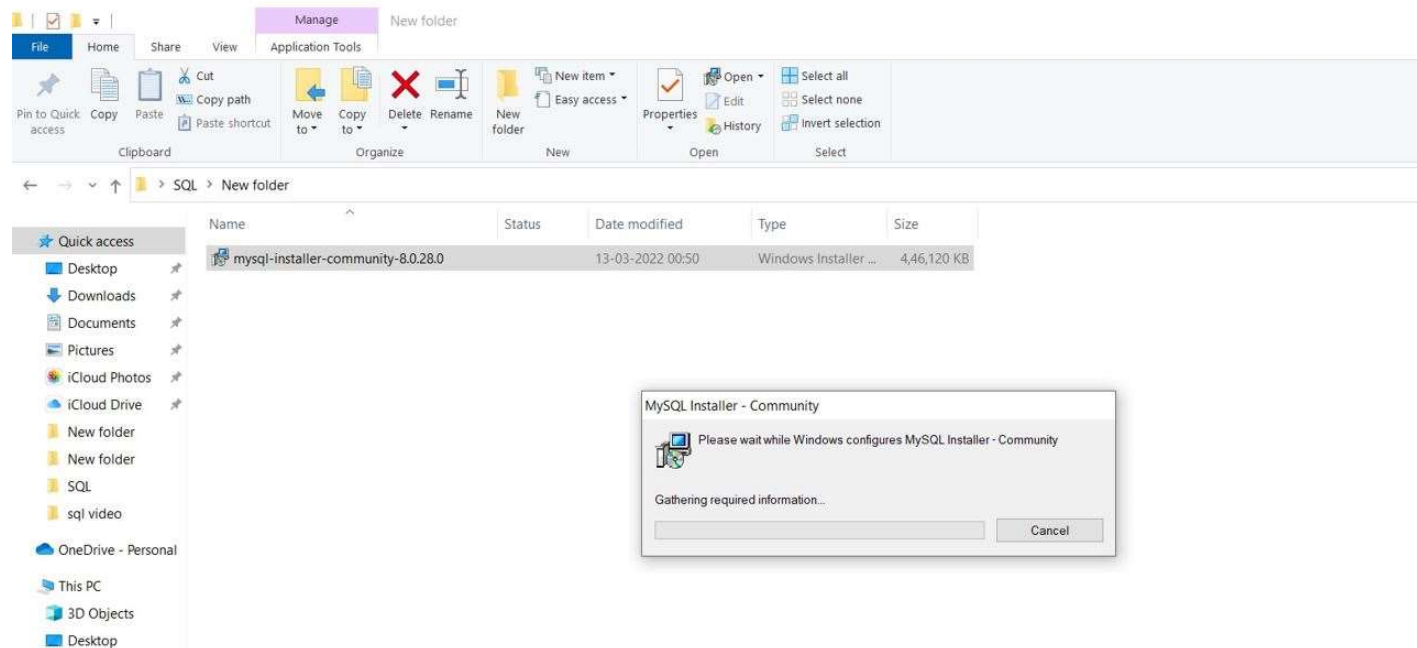 Manage
New folder
File
Home
Share
View
Application Tools
Pin to Quick access
Copy
Paste
Cut
Copy path
Paste shortcut
Move to
Copy to
Delete
Rename
New folder
New item
Easy access
Properties
Open
Edit
History
Select all
Select none
Invert selection
Clipboard
Organize
New
Open
Select
SQL > New folder
Name
Status
Date modified
Type
Size
mysql-installer-community-8.0.28.0
13-03-2022 00:50
Windows Installer ...
4,46,120 KB
Quick access
Desktop
Downloads
Documents
Pictures
iCloud Photos
iCloud Drive
New folder
New folder
SQL
sql video
OneDrive - Personal
This PC
3D Objects
Desktop
MySQL Installer - Community
Please wait while Windows configures MySQL Installer - Community
Gathering required information...
Cancel